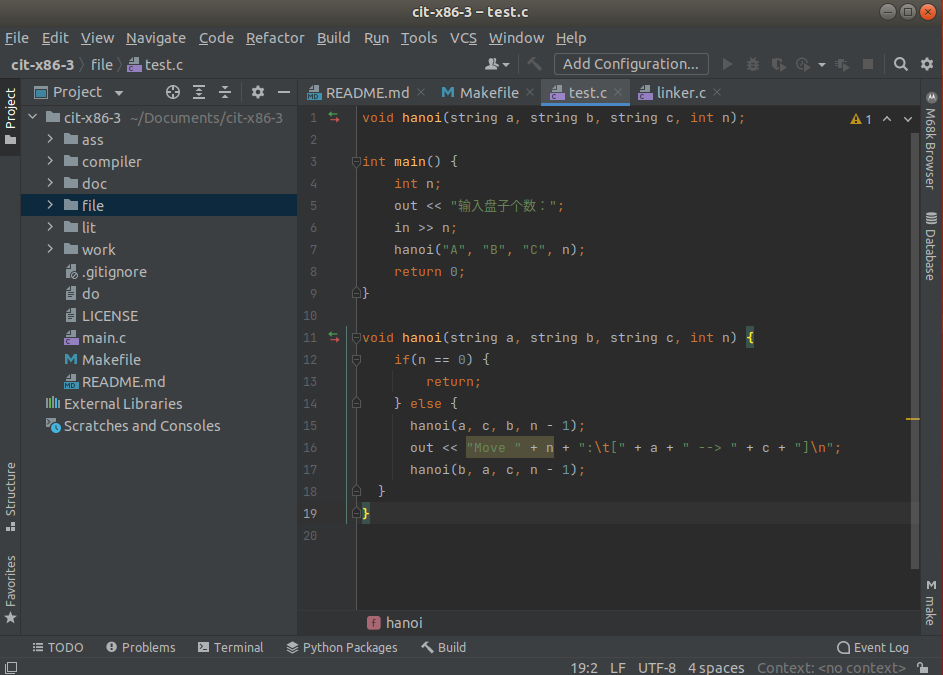 cit-x86-3 – test.c
File Edit View Navigate Code Refactor Build Run Tools VCS Window Help
cit-x86-3 file test.c Add Configuration...
Project
Project
README.md Makefile test.c linker.c
cit-x86-3 ~/Documents/cit-x86-3
ass
compiler
doc
file
lit
work
.gitignore
do
LICENSE
main.c
Makefile
README.md
External Libraries
Scratches and Consoles
Structure
Favorites
1 void hanoi(string a, string b, string c, int n);
1
2
3 int main() {
4 int n;
5 out << "输入盘子个数：";
6 in >> n;
7 hanoi("A", "B", "C", n);
8 return 0;
9 }
10
11 void hanoi(string a, string b, string c, int n) {
12 if(n == 0) {
13 return;
14 } else {
15 hanoi(a, c, b, n - 1);
16 out << "Move " + n + ":\t[" + a + " --> " + c + "]\n";
17 hanoi(b, a, c, n - 1);
18 }
19 }
20
M68k Browser
Database
make
f hanoi
TODO Problems Terminal Python Packages Build Event Log
19:2 LF UTF-8 4 spaces Context: <no context>